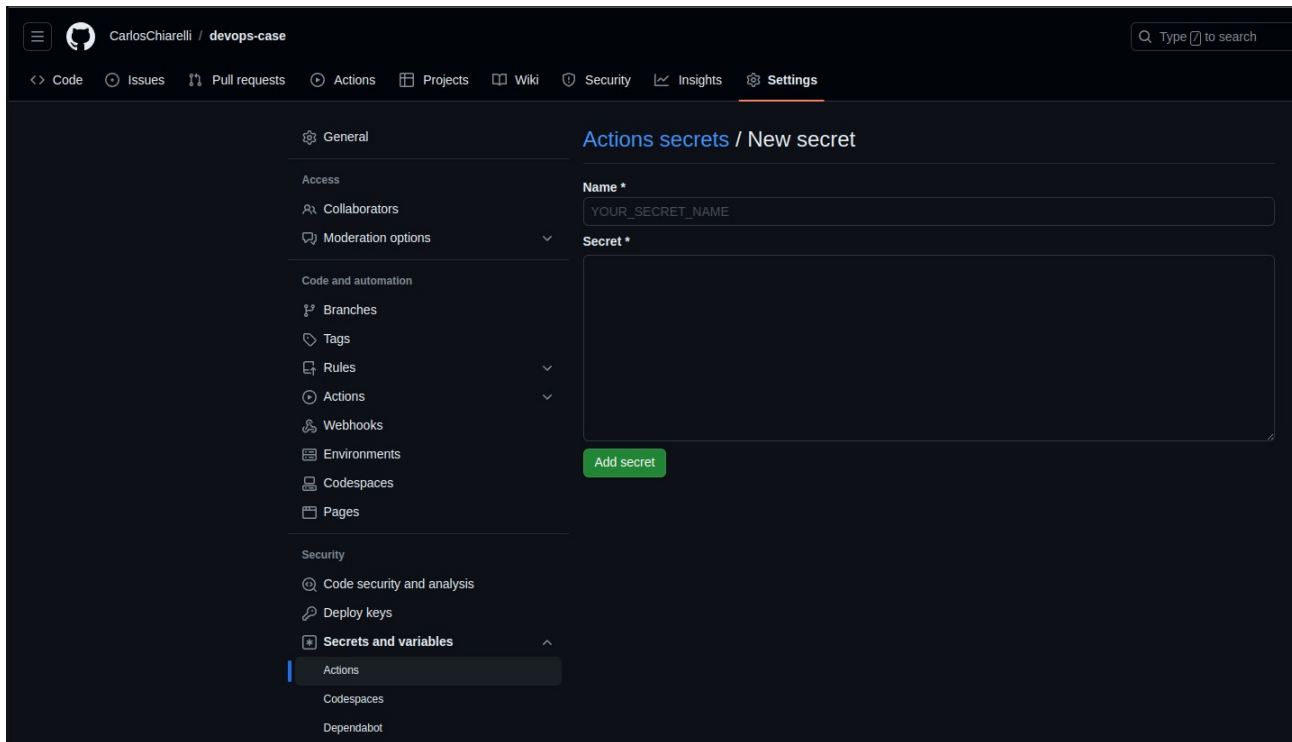 CarlosChiarelli / devops-case
Type / to search
Code Issues Pull requests Actions Projects Wiki Security Insights Settings
General
Access
Collaborators
Moderation options
Code and automation
Branches
Tags
Rules
Actions
Webhooks
Environments
Codespaces
Pages
Security
Code security and analysis
Deploy keys
Secrets and variables
Actions
Codespaces
Dependabot
Actions secrets / New secret
Name *
YOUR_SECRET_NAME
Secret *
Add secret